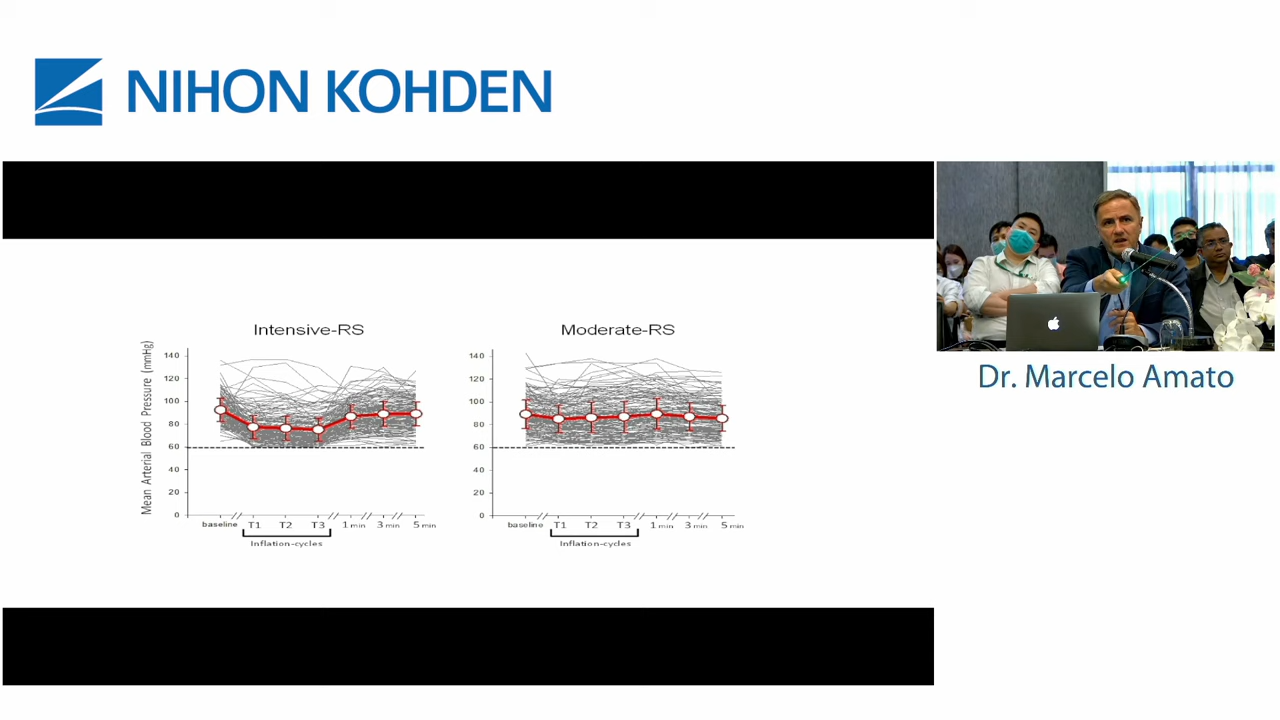 NIHON KOHDEN
Dr. Marcelo Amato
Intensive-RS
Mean Arterial Blood Pressure (mmHg)
140
120
100
80
60
40
20
0
baseline T1 T2 T3 1 min 3 min 5 min
Inflation-cycles
Moderate-RS
140
120
100
80
60
40
20
0
baseline T1 T2 T3 1 min 3 min 5 min
Inflation-cycles